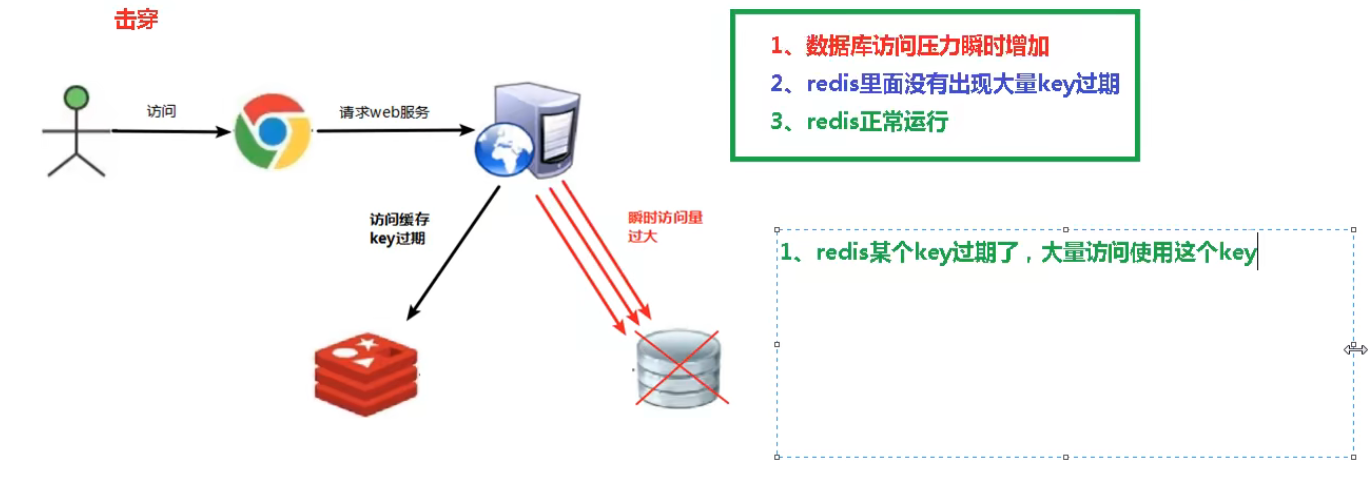 击穿
1、数据库访问压力瞬时增加
2、redis里面没有出现大量key过期
3、redis正常运行
访问
请求web服务
访问缓存
key过期
瞬时访问量
过大
1、redis某个key过期了，大量访问使用这个key